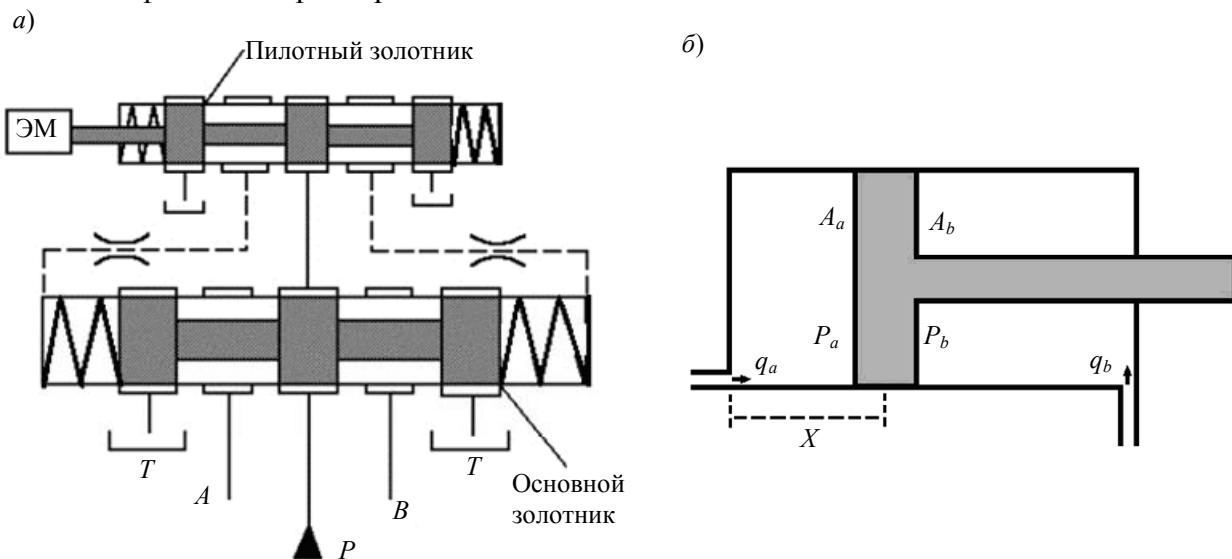 а)
Пилотный золотник
ЭМ
T
A
B
T
P
Основной
золотник
б)
A_a
A_b
P_a
P_b
q_a
q_b
X